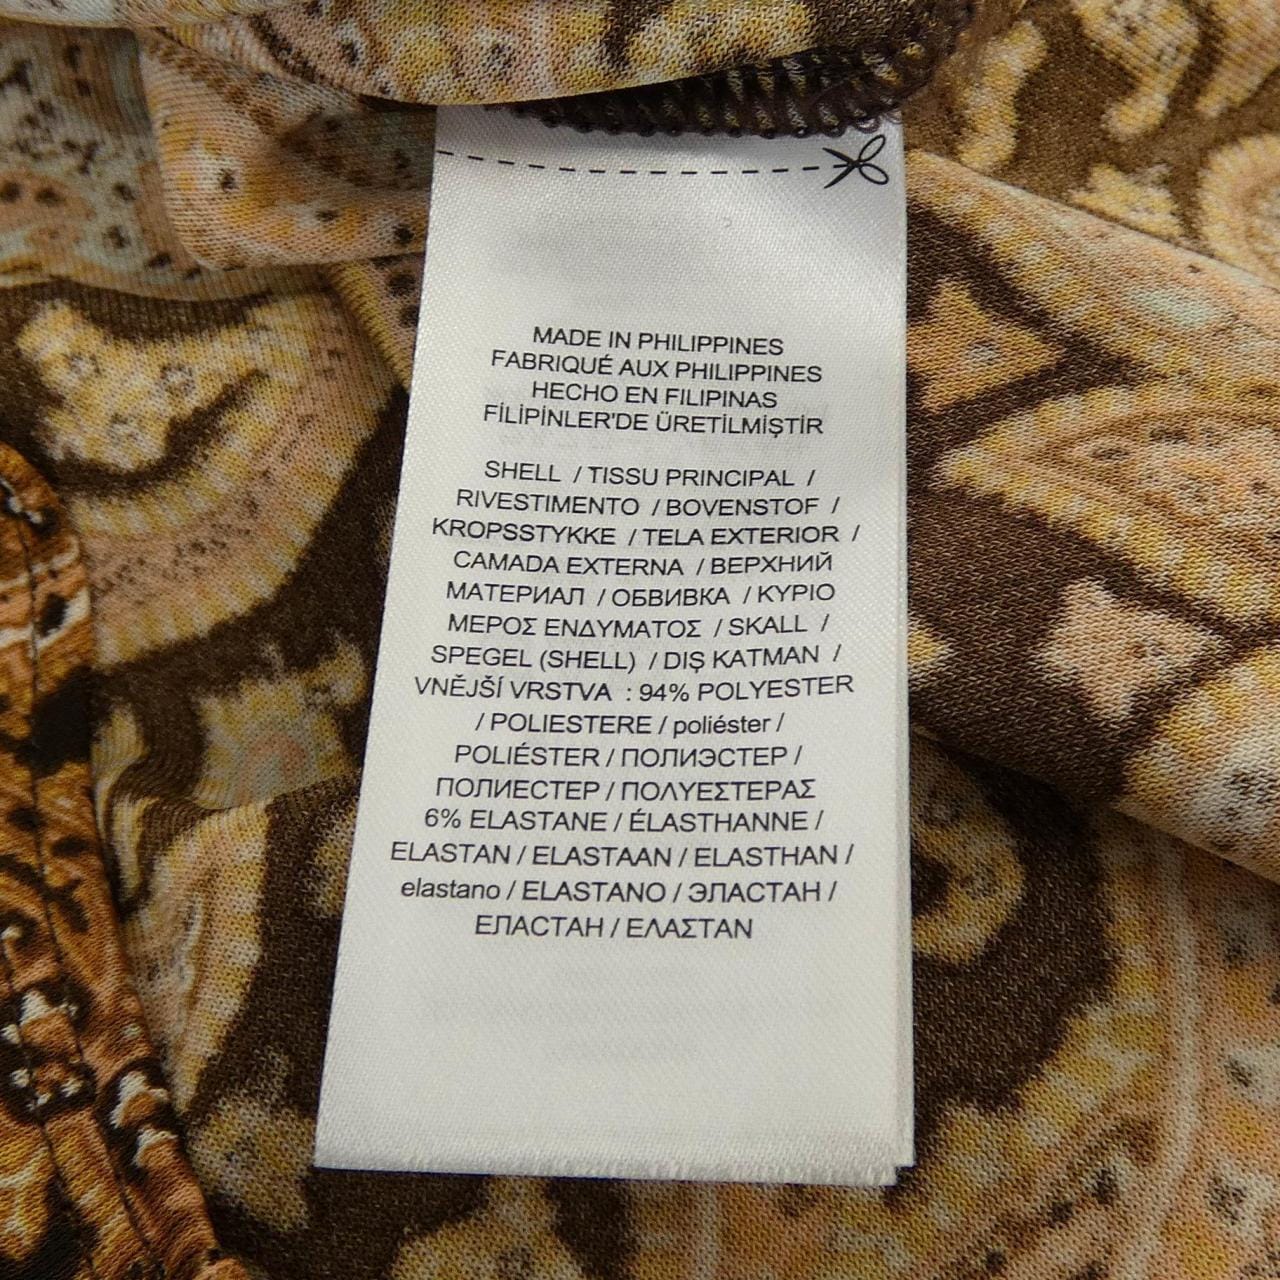 MADE IN PHILIPPINES
FABRIQUÉ AUX PHILIPPINES
HECHO EN FILIPINAS
FİLİPİNLER'DE ÜRETİLMİŞTİR
SHELL / TISSU PRINCIPAL /
RIVESTIMENTO / BOVENSTOF /
KROPSSTYKKE / TELA EXTERIOR /
CAMADA EXTERNA / ВЕРХНИЙ
МАТЕРИАЛ / ОБВИВКА / ΚΥΡΙΟ
ΜΕΡΟΣ ΕΝΔΥΜΑΤΟΣ / SKALL /
SPEGEL (SHELL) / DIŞ KATMAN /
VNĚJŠÍ VRSTVA : 94% POLYESTER
/ POLIESTERE / poliéster /
POLIÉSTER / ПОЛИЭСТЕР /
ПОЛИЕСТЕР / ΠΟΛΥΕΣΤΕΡΑΣ
6% ELASTANE / ÉLASTHANNE /
ELASTAN / ELASTAAN / ELASTHAN /
elastano / ELASTANO / ЭЛАСТАН /
ЕЛАСТАН / ΕΛΑΣΤΑΝ